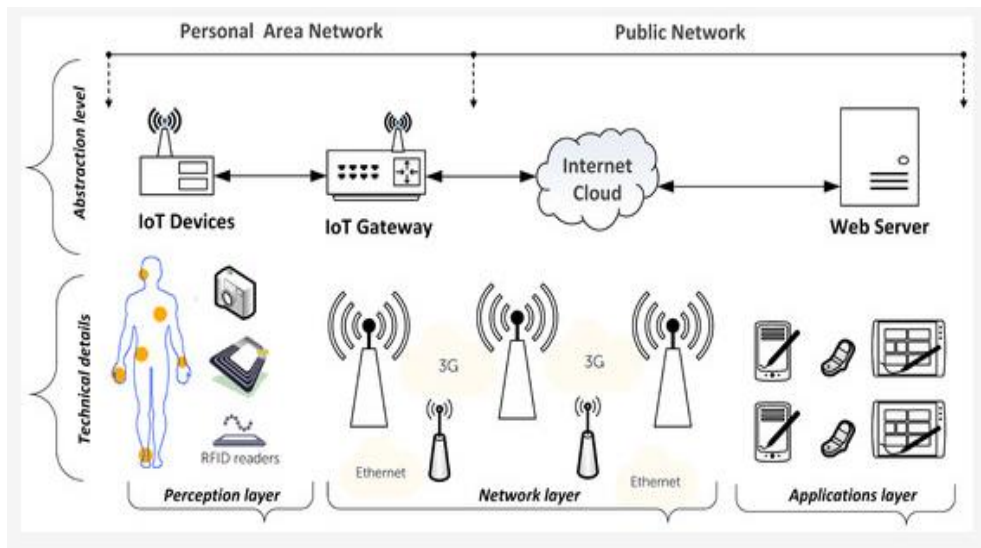 Personal Area Network
Public Network
Abstraction level
Internet
Cloud
IoT Devices
IoT Gateway
Web Server
Technical details
3G
3G
RFID readers
Ethernet
Ethernet
Perception layer
Network layer
Applications layer